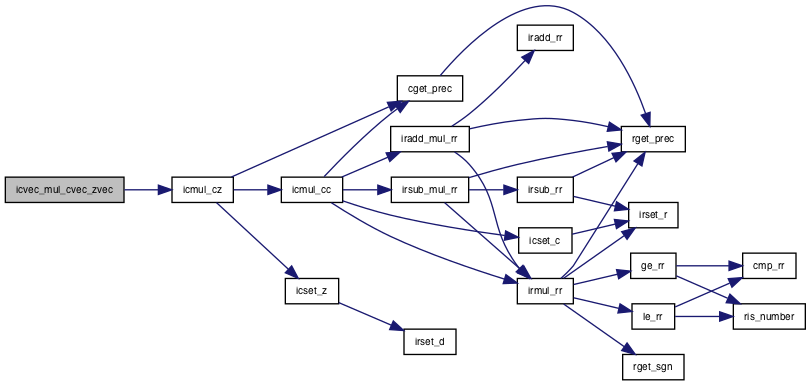 icvec_mul_cvec_zvec
icmul_cz
icmul_cc
icset_z
cget_prec
iradd_mul_rr
irsub_mul_rr
irset_d
iradd_rr
irsub_rr
icset_c
irmul_rr
rget_prec
irset_r
ge_rr
le_rr
rget_sgn
cmp_rr
ris_number